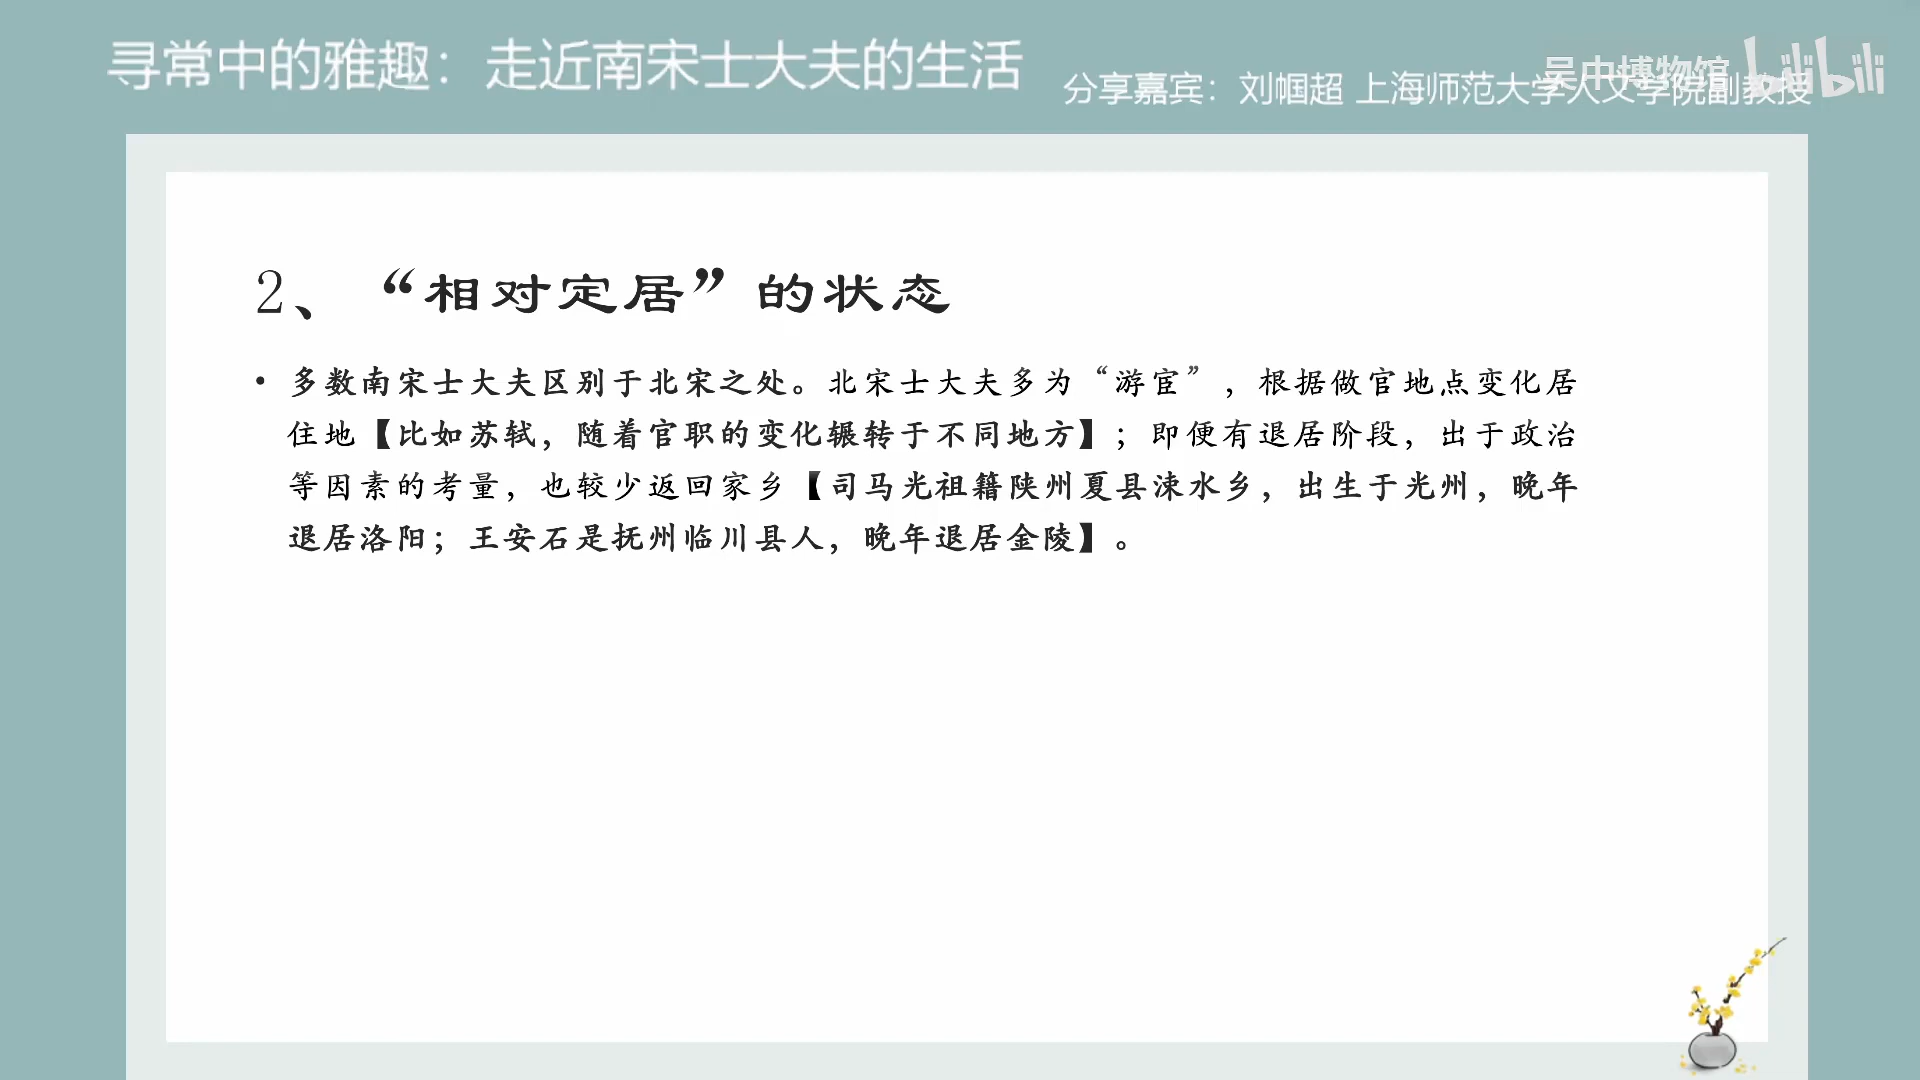 寻常中的雅趣：走近南宋士大夫的生活
分享嘉宾：刘帼超 上海师范大学人文学院副教授
吴中博物馆 bilibili
2、“相对定居”的状态
• 多数南宋士大夫区别于北宋之处。北宋士大夫多为“游宦”，根据做官地点变化居
住地【比如苏轼，随着官职的变化辗转于不同地方】；即便有退居阶段，出于政治
等因素的考量，也较少返回家乡【司马光祖籍陕州夏县涑水乡，出生于光州，晚年
退居洛阳；王安石是抚州临川县人，晚年退居金陵】。